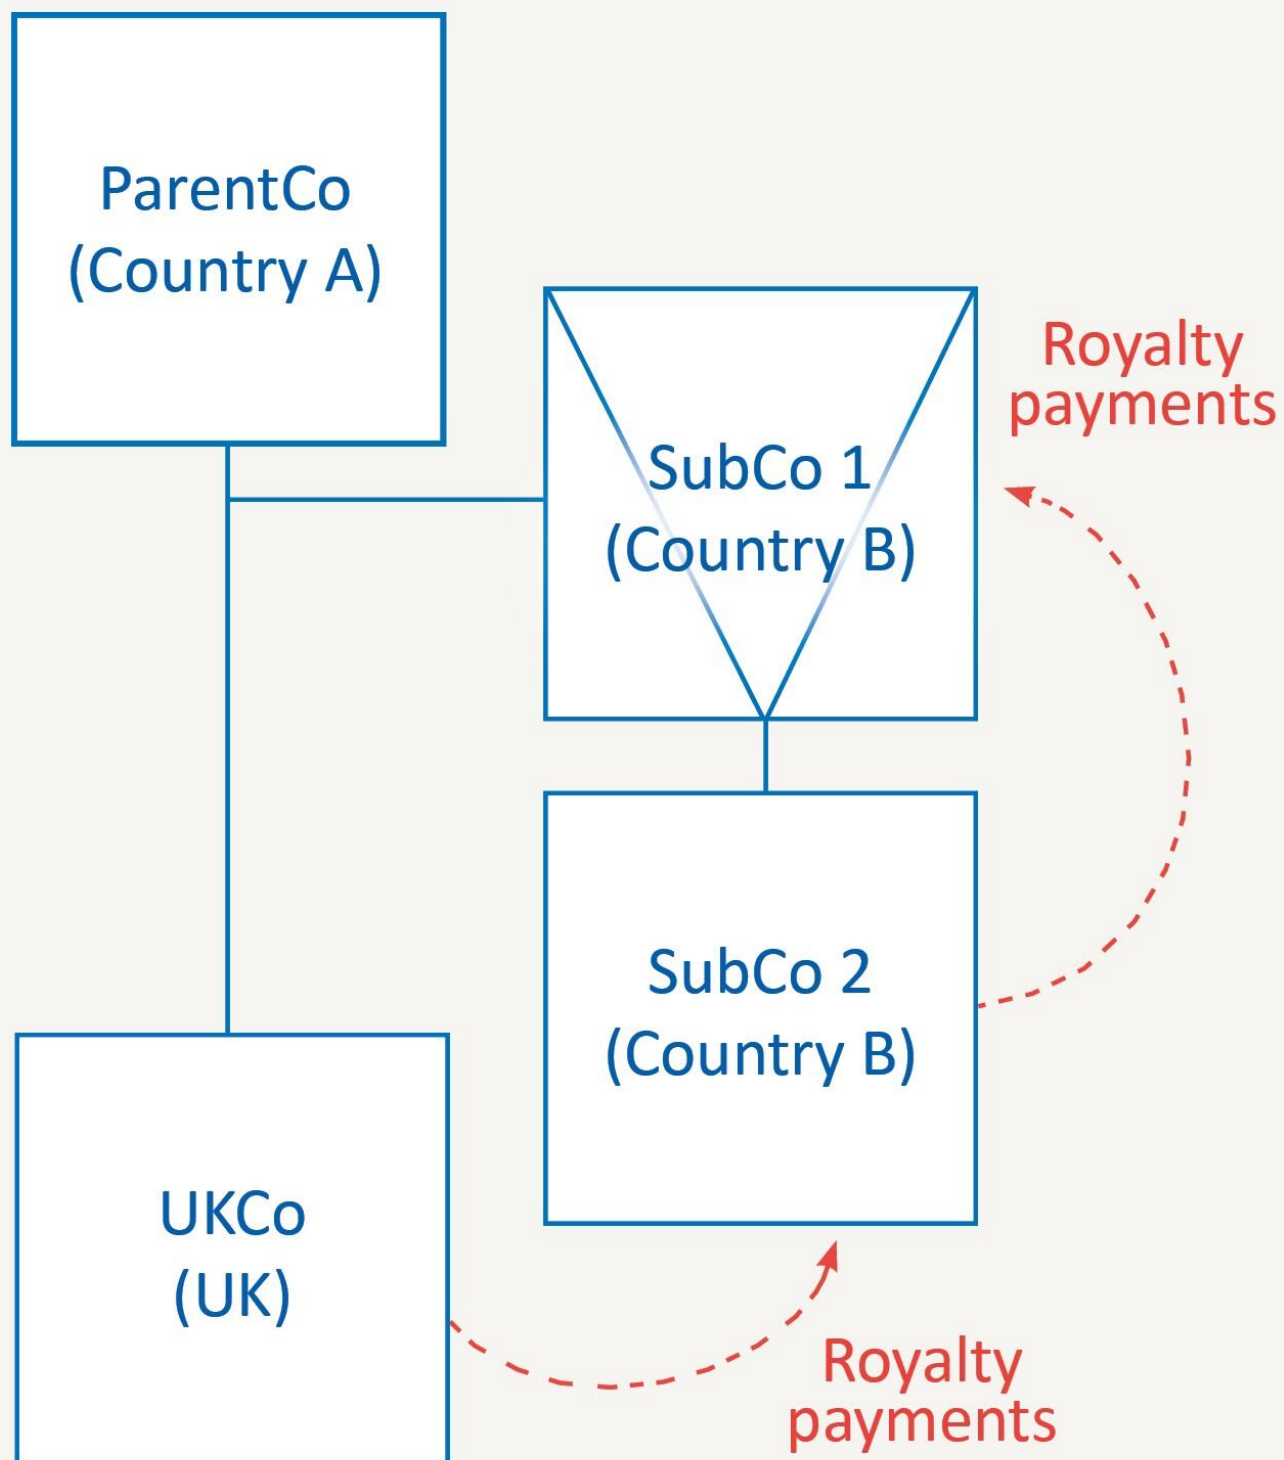 ParentCo
(Country A)
SubCo 1
(Country B)
Royalty
payments
SubCo 2
(Country B)
UKCo
(UK)
Royalty
payments